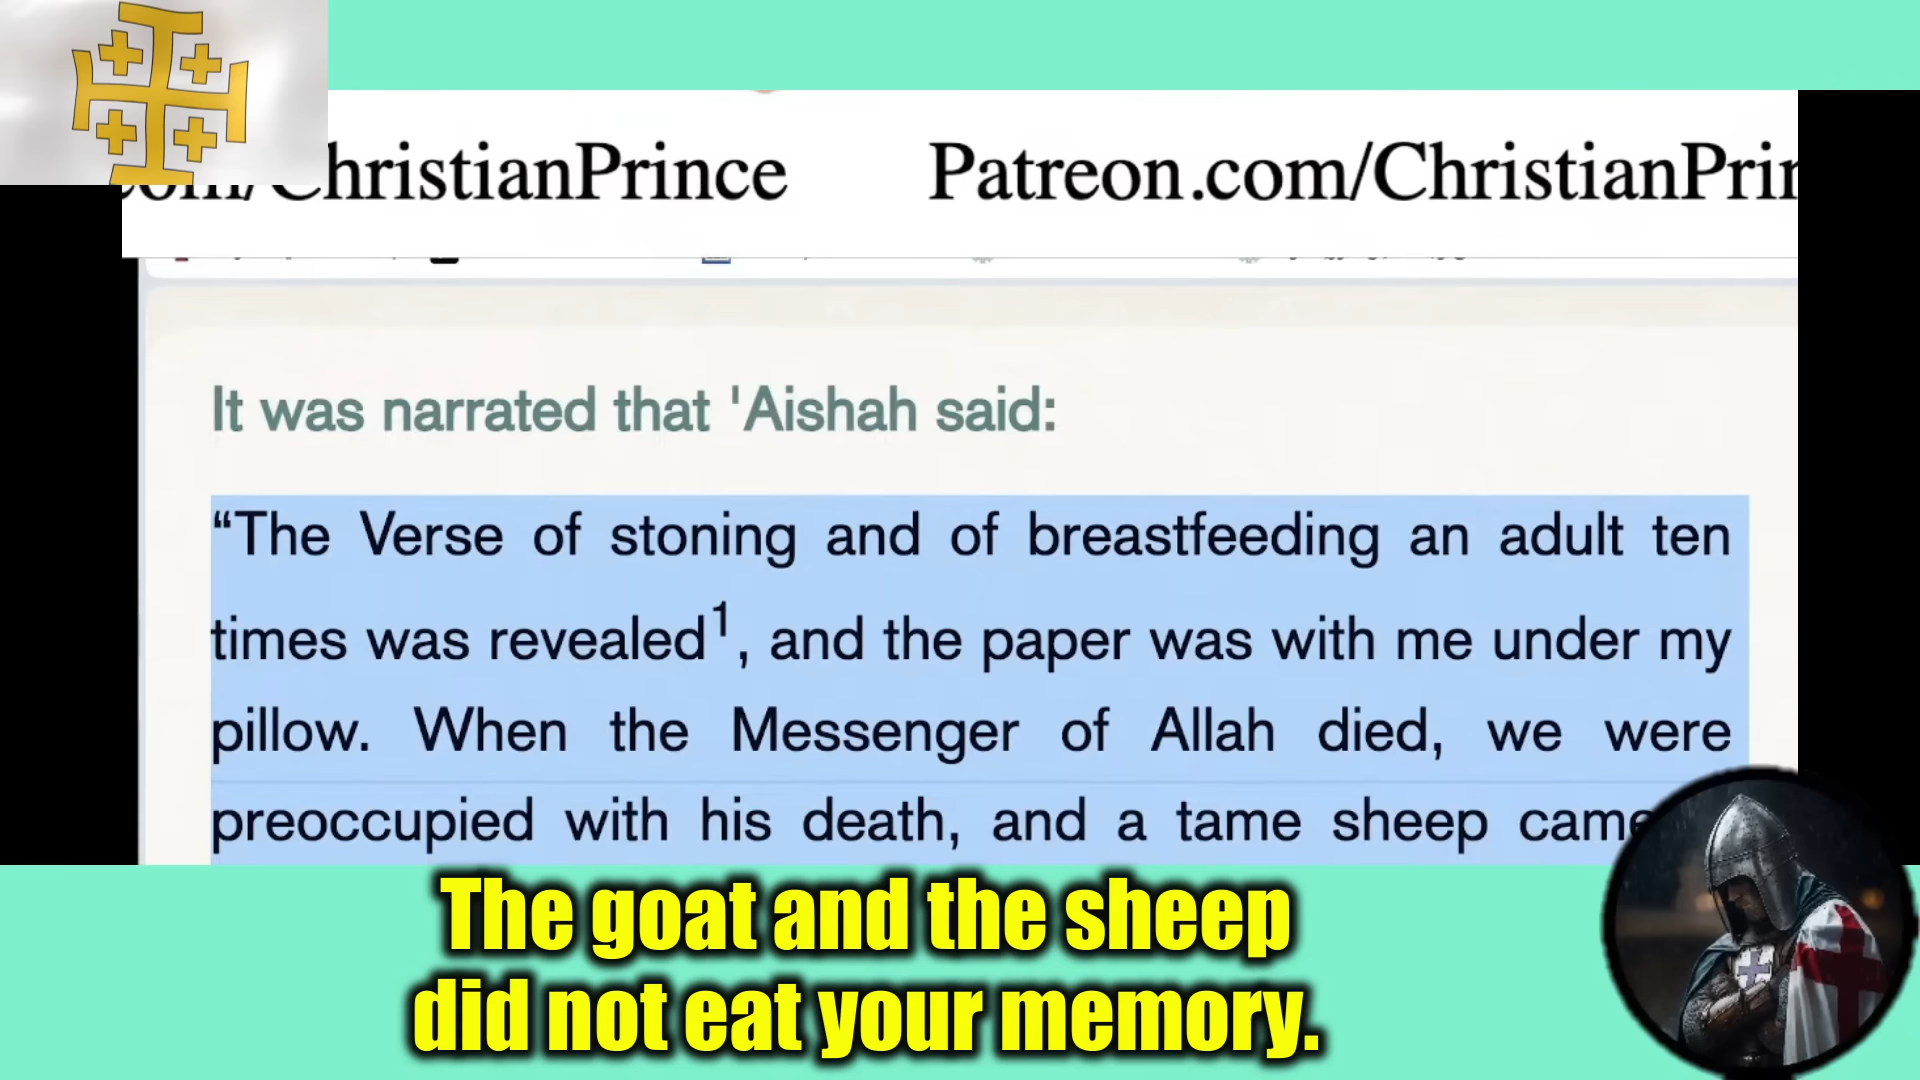 com/ChristianPrince Patreon.com/ChristianPrin
It was narrated that 'Aishah said:
“The Verse of stoning and of breastfeeding an adult ten
times was revealed1, and the paper was with me under my
pillow. When the Messenger of Allah died, we were
preoccupied with his death, and a tame sheep came
The goat and the sheep
did not eat your memory.